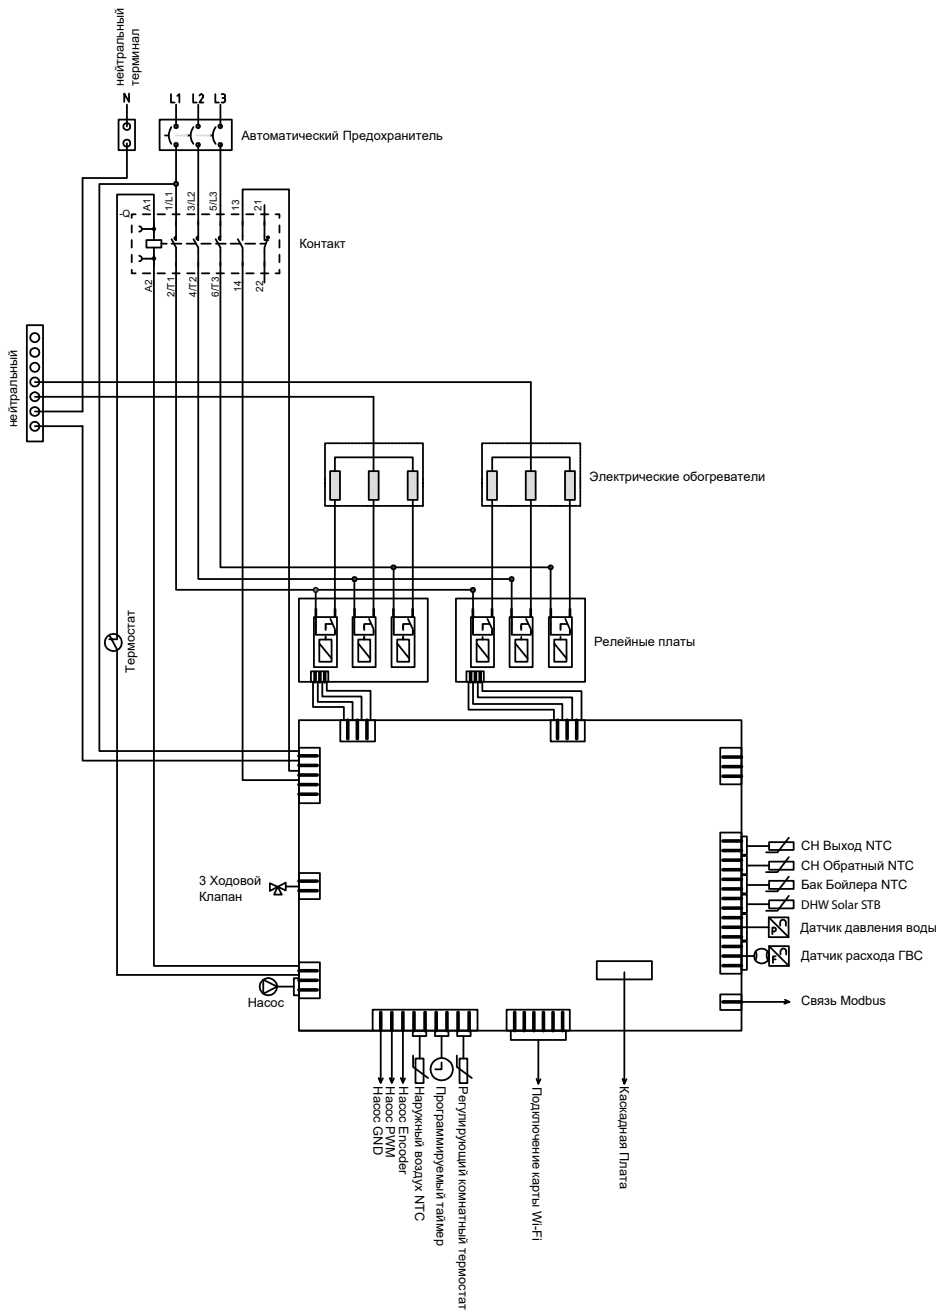 нейтральный
терминал
N
L1 L2 L3
Автоматический Предохранитель
-Q
A1
1/L1
3/L2
5/L3
13
21
Контакт
A2
2/T1
4/T2
6/T3
14
22
нейтральный
Электрические обогреватели
Термостат
Релейные платы
CH Выход NTC
CH Обратный NTC
Бак Бойлера NTC
DHW Solar STB
P
Датчик давления воды
F
Датчик расхода ГВС
Связь Modbus
3 Ходовой
Клапан
Насос
Насос GND
Насос PWM
Насос Encoder
Наружный воздух NTC
Программируемый таймер
Регулирующий комнатный термостат
Подключение карты Wi-Fi
Каскадная Плата